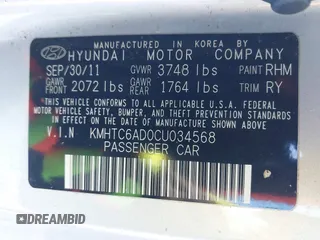 MANUFACTURED IN KOREA BY
HYUNDAI MOTOR COMPANY
SEP/30/11 GVWR 3748 lbs PAINT RHM
GAWR FRONT 2072 lbs GAWR REAR 1764 lbs TRIM RY
THIS VEHICLE CONFORMS TO ALL APPLICABLE FEDERAL
MOTOR VEHICLE SAFETY, BUMPER, AND THEFT PREVENTION
STANDARDS IN EFFECT ON THE DATE OF MANUFACTURE SHOWN ABOVE.
V.I.N KMHTC6AD0CU034568
PASSENGER CAR
DREAMBID